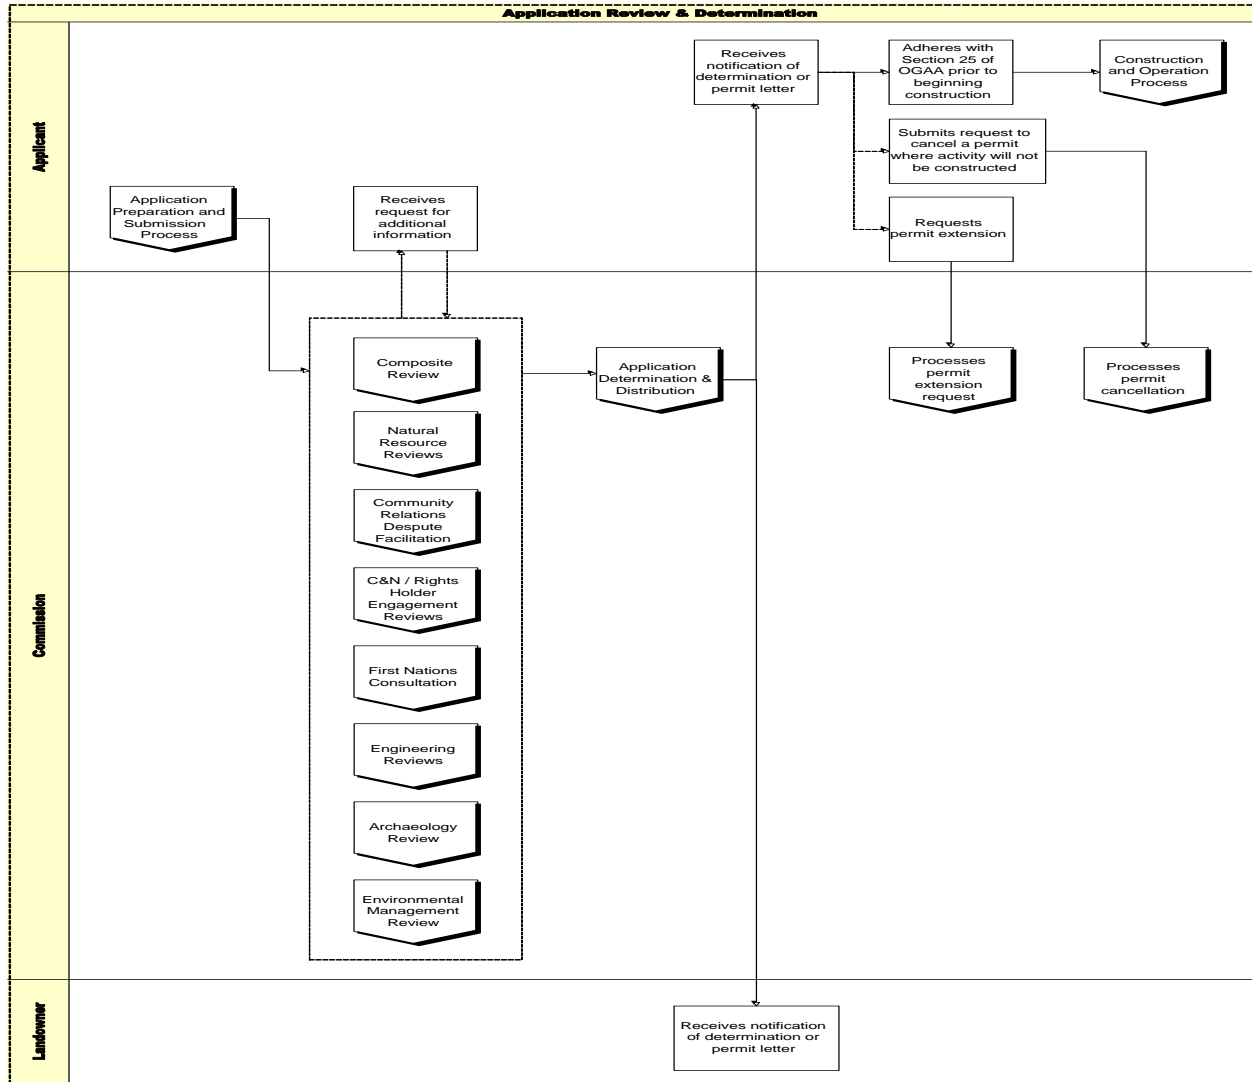 Application Review & Determination
Applicant
Receives
notification of
determination or
permit letter
Adheres with
Section 25 of
OGAA prior to
beginning
construction
Construction
and Operation
Process
Submits request to
cancel a permit
where activity will not
be constructed
Application
Preparation and
Submission
Process
Receives
request for
additional
information
Requests
permit extension
Commission
Composite
Review
Natural
Resource
Reviews
Community
Relations
Despute
Facilitation
C&N / Rights
Holder
Engagement
Reviews
First Nations
Consultation
Engineering
Reviews
Archaeology
Review
Environmental
Management
Review
Application
Determination &
Distribution
Processes
permit
extension
request
Processes
permit
cancellation
Landowner
Receives notification
of determination or
permit letter